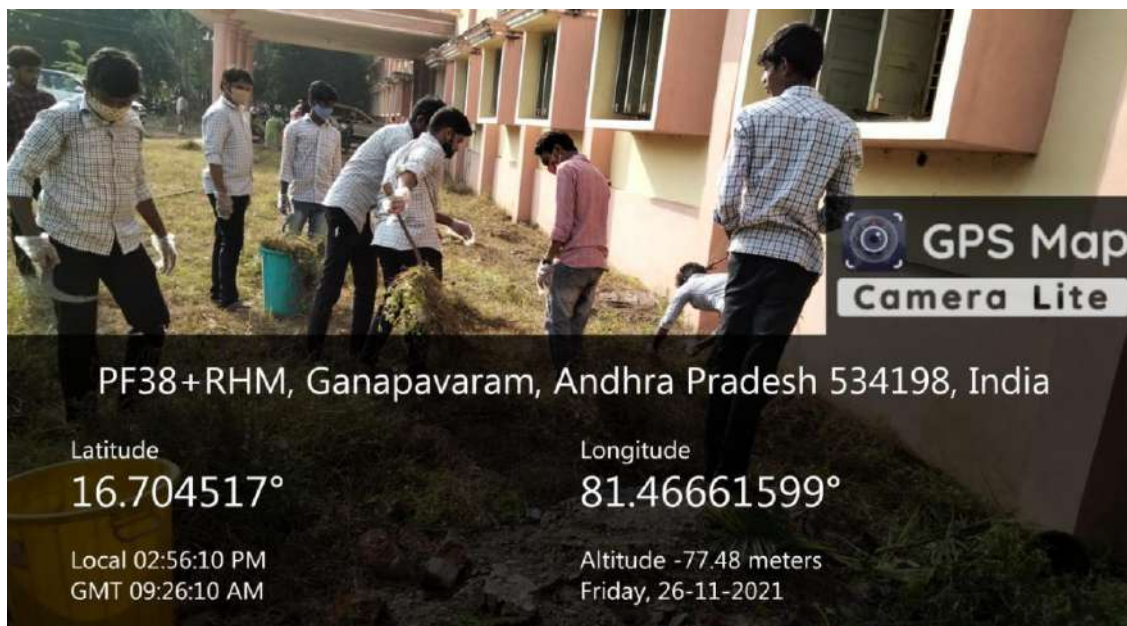 GPS Map
Camera Lite
PF38+RHM, Ganapavaram, Andhra Pradesh 534198, India
Latitude
16.704517°
Longitude
81.46661599°
Local 02:56:10 PM
GMT 09:26:10 AM
Altitude -77.48 meters
Friday, 26-11-2021